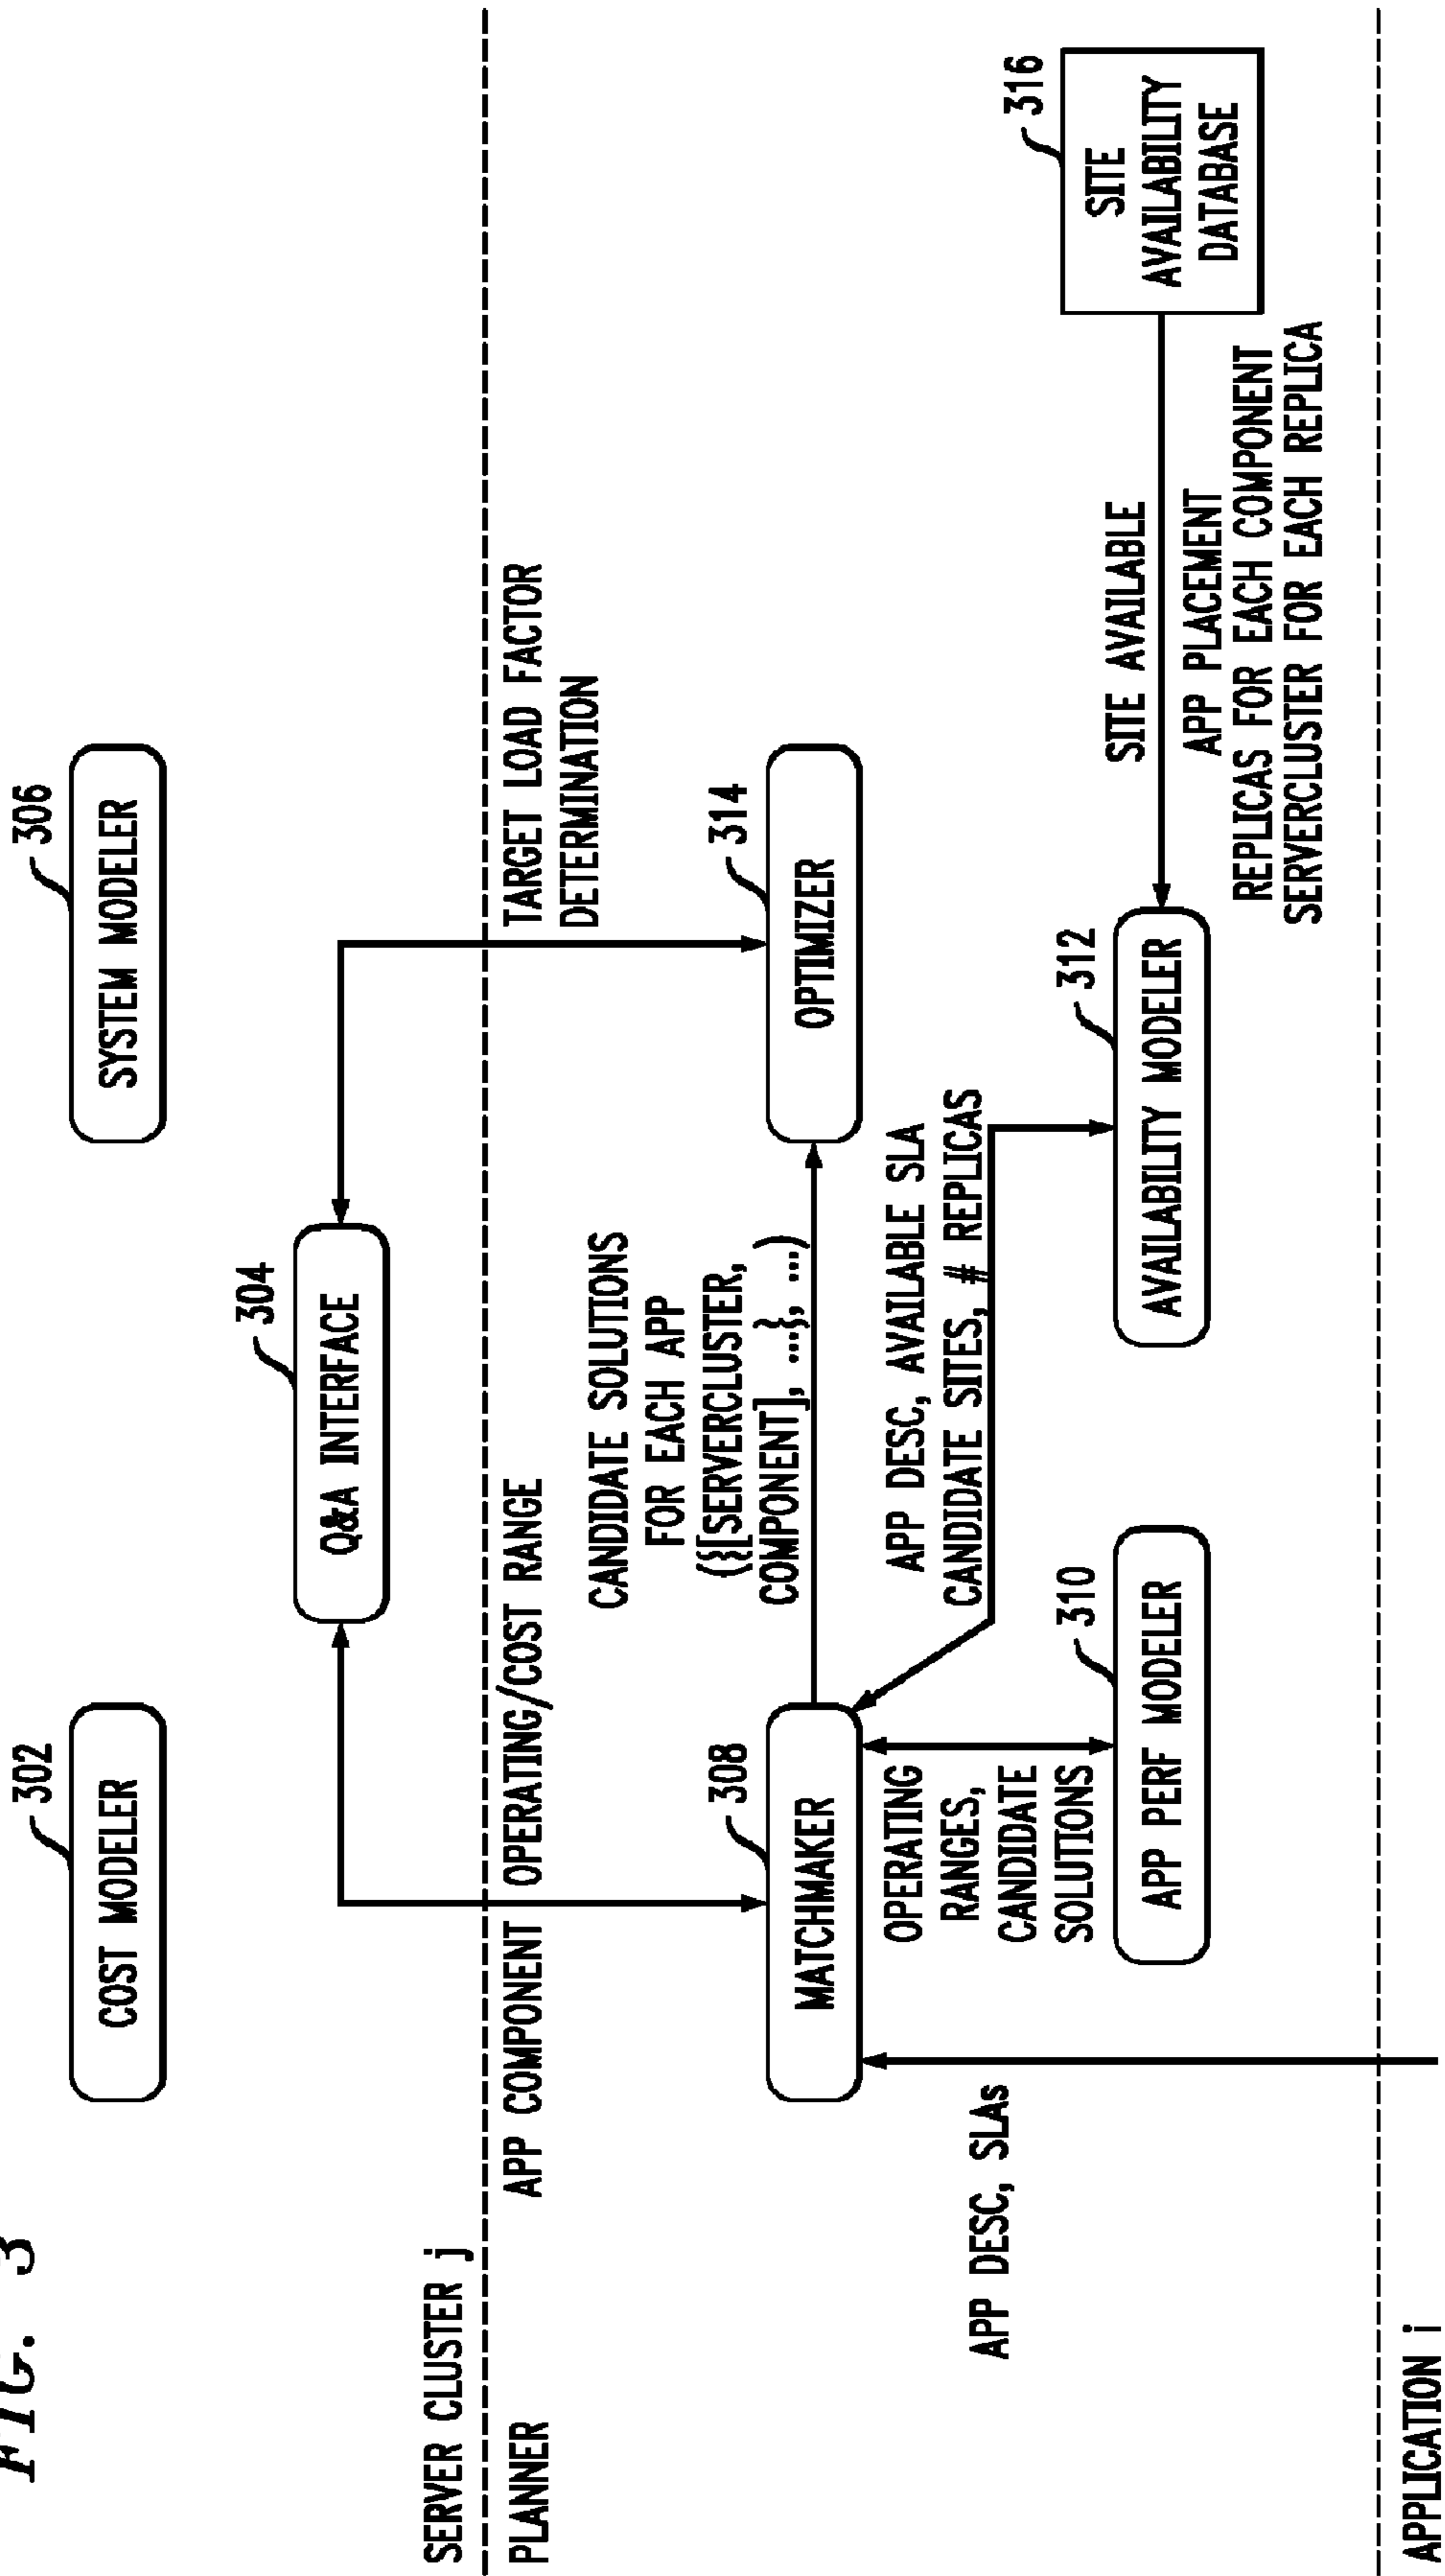 FIG. 3
302
COST MODELER
306
SYSTEM MODELER
304
Q&A INTERFACE
SERVER CLUSTER j
PLANNER
APP COMPONENT
OPERATING/COST RANGE
TARGET LOAD FACTOR
DETERMINATION
CANDIDATE SOLUTIONS
FOR EACH APP
({[SERVERCLUSTER,
COMPONENT], ...}, ...)
308
MATCHMAKER
314
OPTIMIZER
APP DESC, SLAs
OPERATING
RANGES,
CANDIDATE
SOLUTIONS
APP DESC, AVAILABLE SLA
CANDIDATE SITES, # REPLICAS
310
APP PERF MODELER
312
AVAILABILITY MODELER
SITE AVAILABLE
APP PLACEMENT
REPLICAS FOR EACH COMPONENT
SERVERCLUSTER FOR EACH REPLICA
316
SITE
AVAILABILITY
DATABASE
APPLICATION i